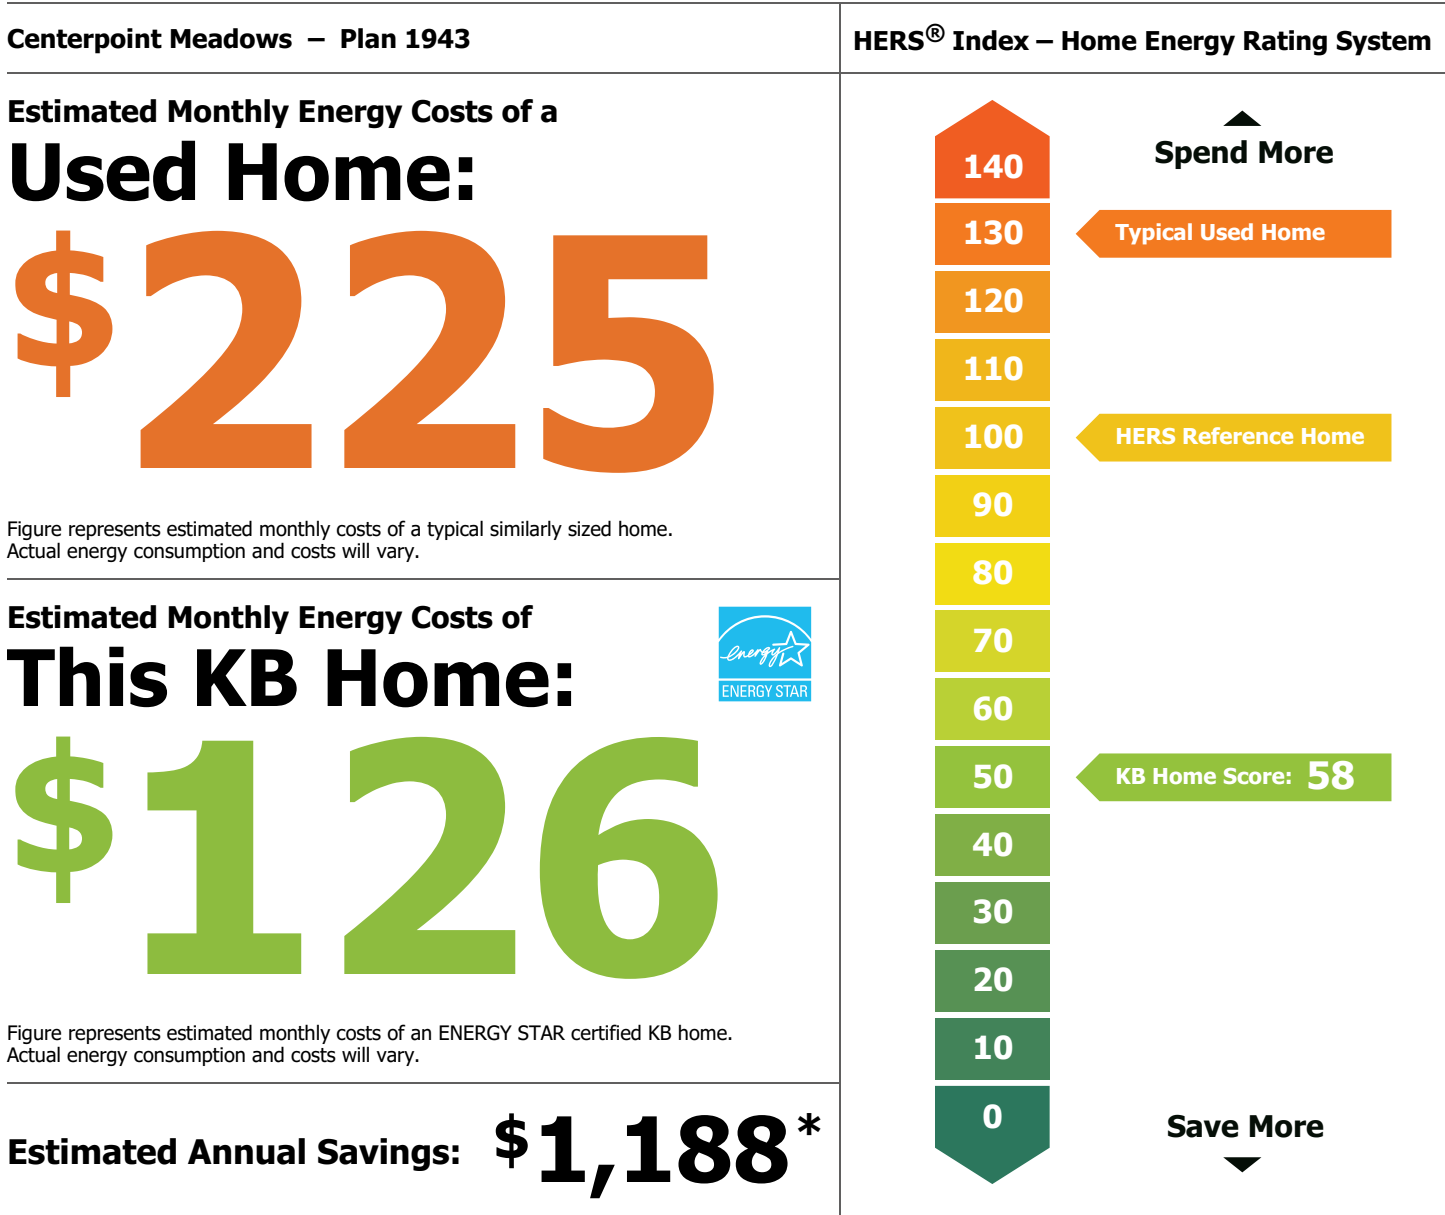 Centerpoint Meadows – Plan 1943
Estimated Monthly Energy Costs of a
Used Home:
$225
Figure represents estimated monthly costs of a typical similarly sized home.
Actual energy consumption and costs will vary.
Estimated Monthly Energy Costs of
This KB Home:
energy
ENERGY STAR
$126
Figure represents estimated monthly costs of an ENERGY STAR certified KB home.
Actual energy consumption and costs will vary.
Estimated Annual Savings: $1,188*
HERS® Index – Home Energy Rating System
Spend More
140
130 Typical Used Home
120
110
100 HERS Reference Home
90
80
70
60
50 KB Home Score: 58
40
30
20
10
0
Save More